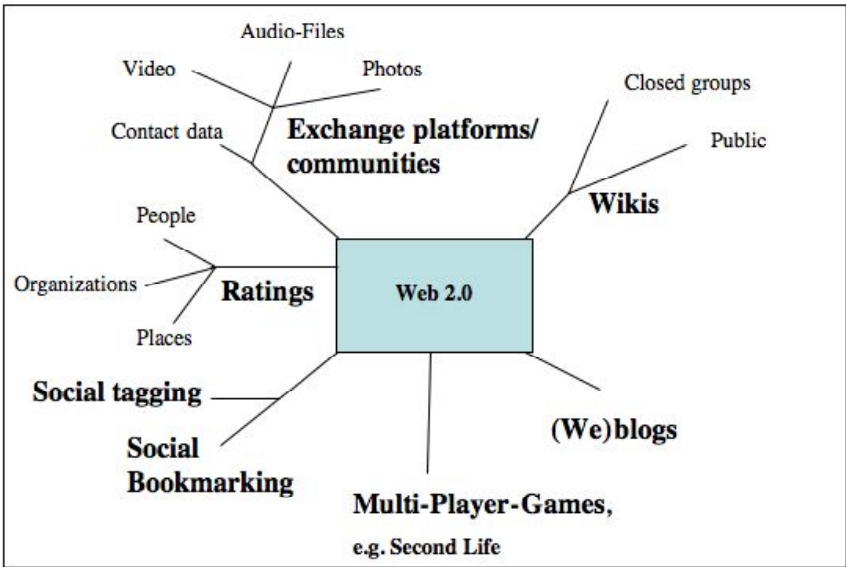 Audio-Files
Video
Photos
Contact data
Exchange platforms/
communities
Closed groups
Public
Wikis
People
Organizations
Ratings
Places
Web 2.0
Social tagging
Social
Bookmarking
(We)blogs
Multi-Player-Games,
e.g. Second Life